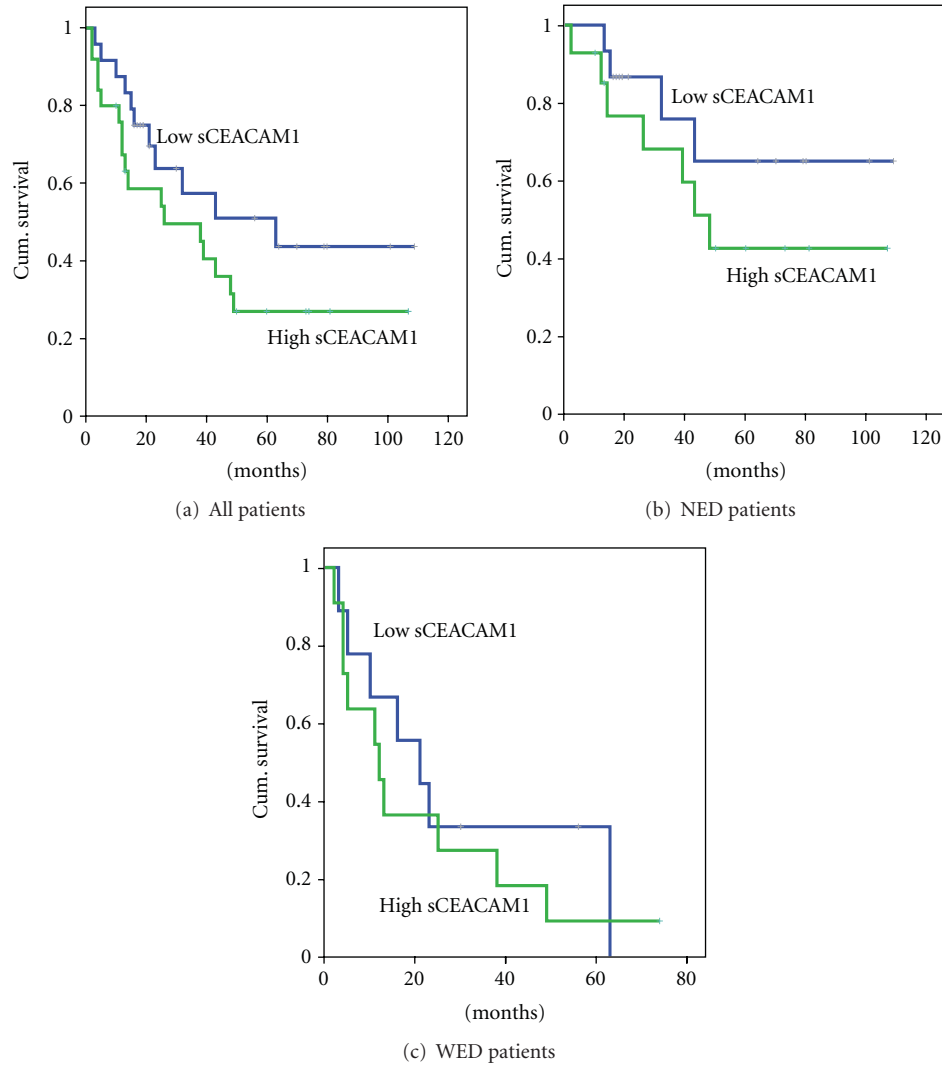 1
0.8
0.6
0.4
0.2
0
Cum. survival
Low sCEACAM1
High sCEACAM1
0 20 40 60 80 100 120
(months)
(a) All patients
1
0.8
0.6
0.4
0.2
0
Cum. survival
Low sCEACAM1
High sCEACAM1
0 20 40 60 80 100 120
(months)
(b) NED patients
1
0.8
0.6
0.4
0.2
0
Cum. survival
Low sCEACAM1
High sCEACAM1
0 20 40 60 80
(months)
(c) WED patients